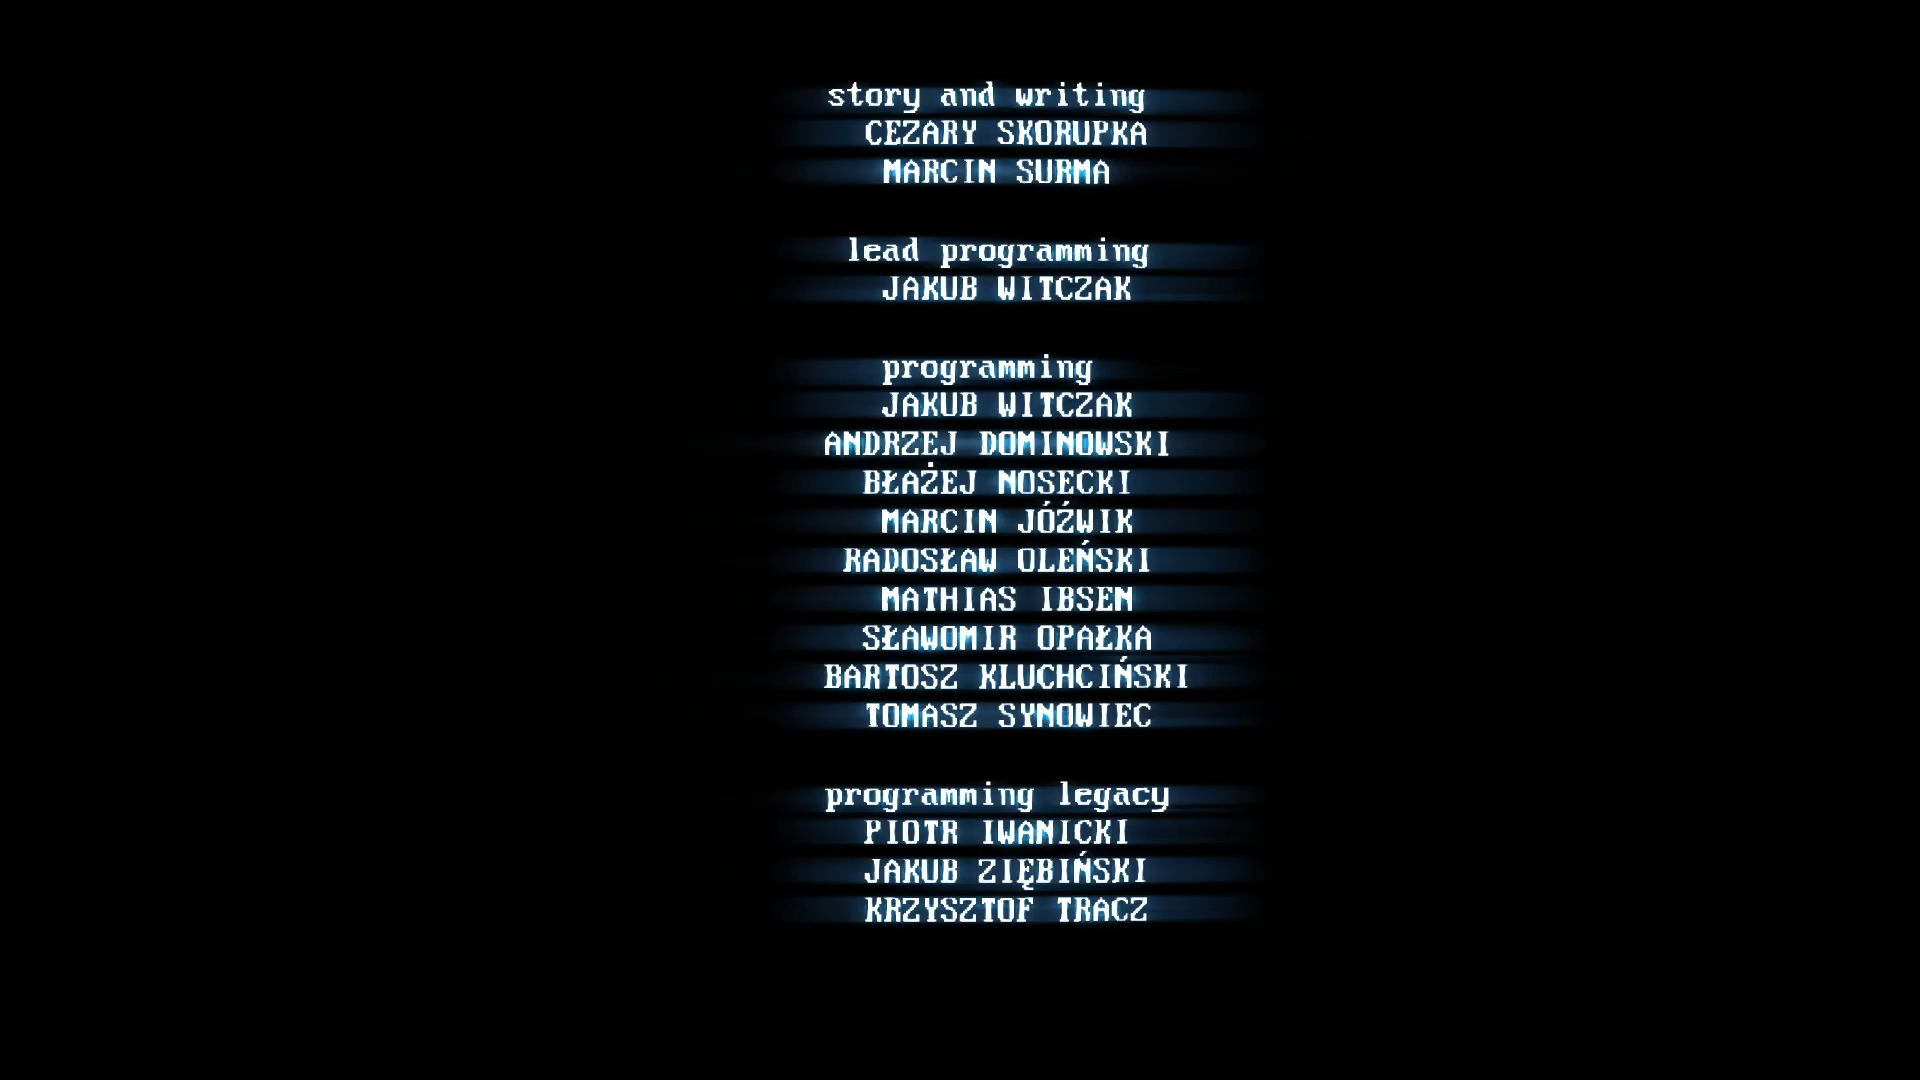 story and writing
CEZARY SKORUPKA
MARCIN SURMA
lead programming
JAKUB WITCZAK
programming
JAKUB WITCZAK
ANDRZEJ DOMINOWSKI
BŁAŻEJ NOSECKI
MARCIN JÓŹWIK
RADOSŁAW OLEŃSKI
MATHIAS IBSEN
SŁAWOMIR OPAŁKA
BARTOSZ KLUCHCIŃSKI
TOMASZ SYNOWIEC
programming legacy
PIOTR IWANICKI
JAKUB ZIĘBIŃSKI
KRZYSZTOF TRACZ